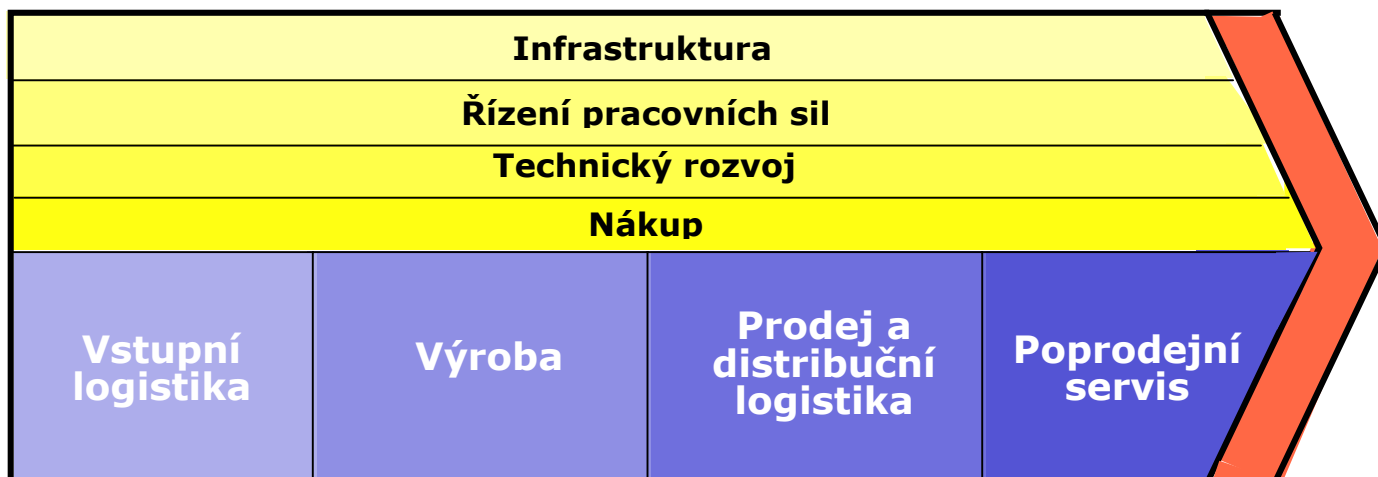 Infrastruktura
Řízení pracovních sil
Technický rozvoj
Nákup
Vstupní
logistika
Výroba
Prodej a
distribuční
logistika
Poprodejní
servis